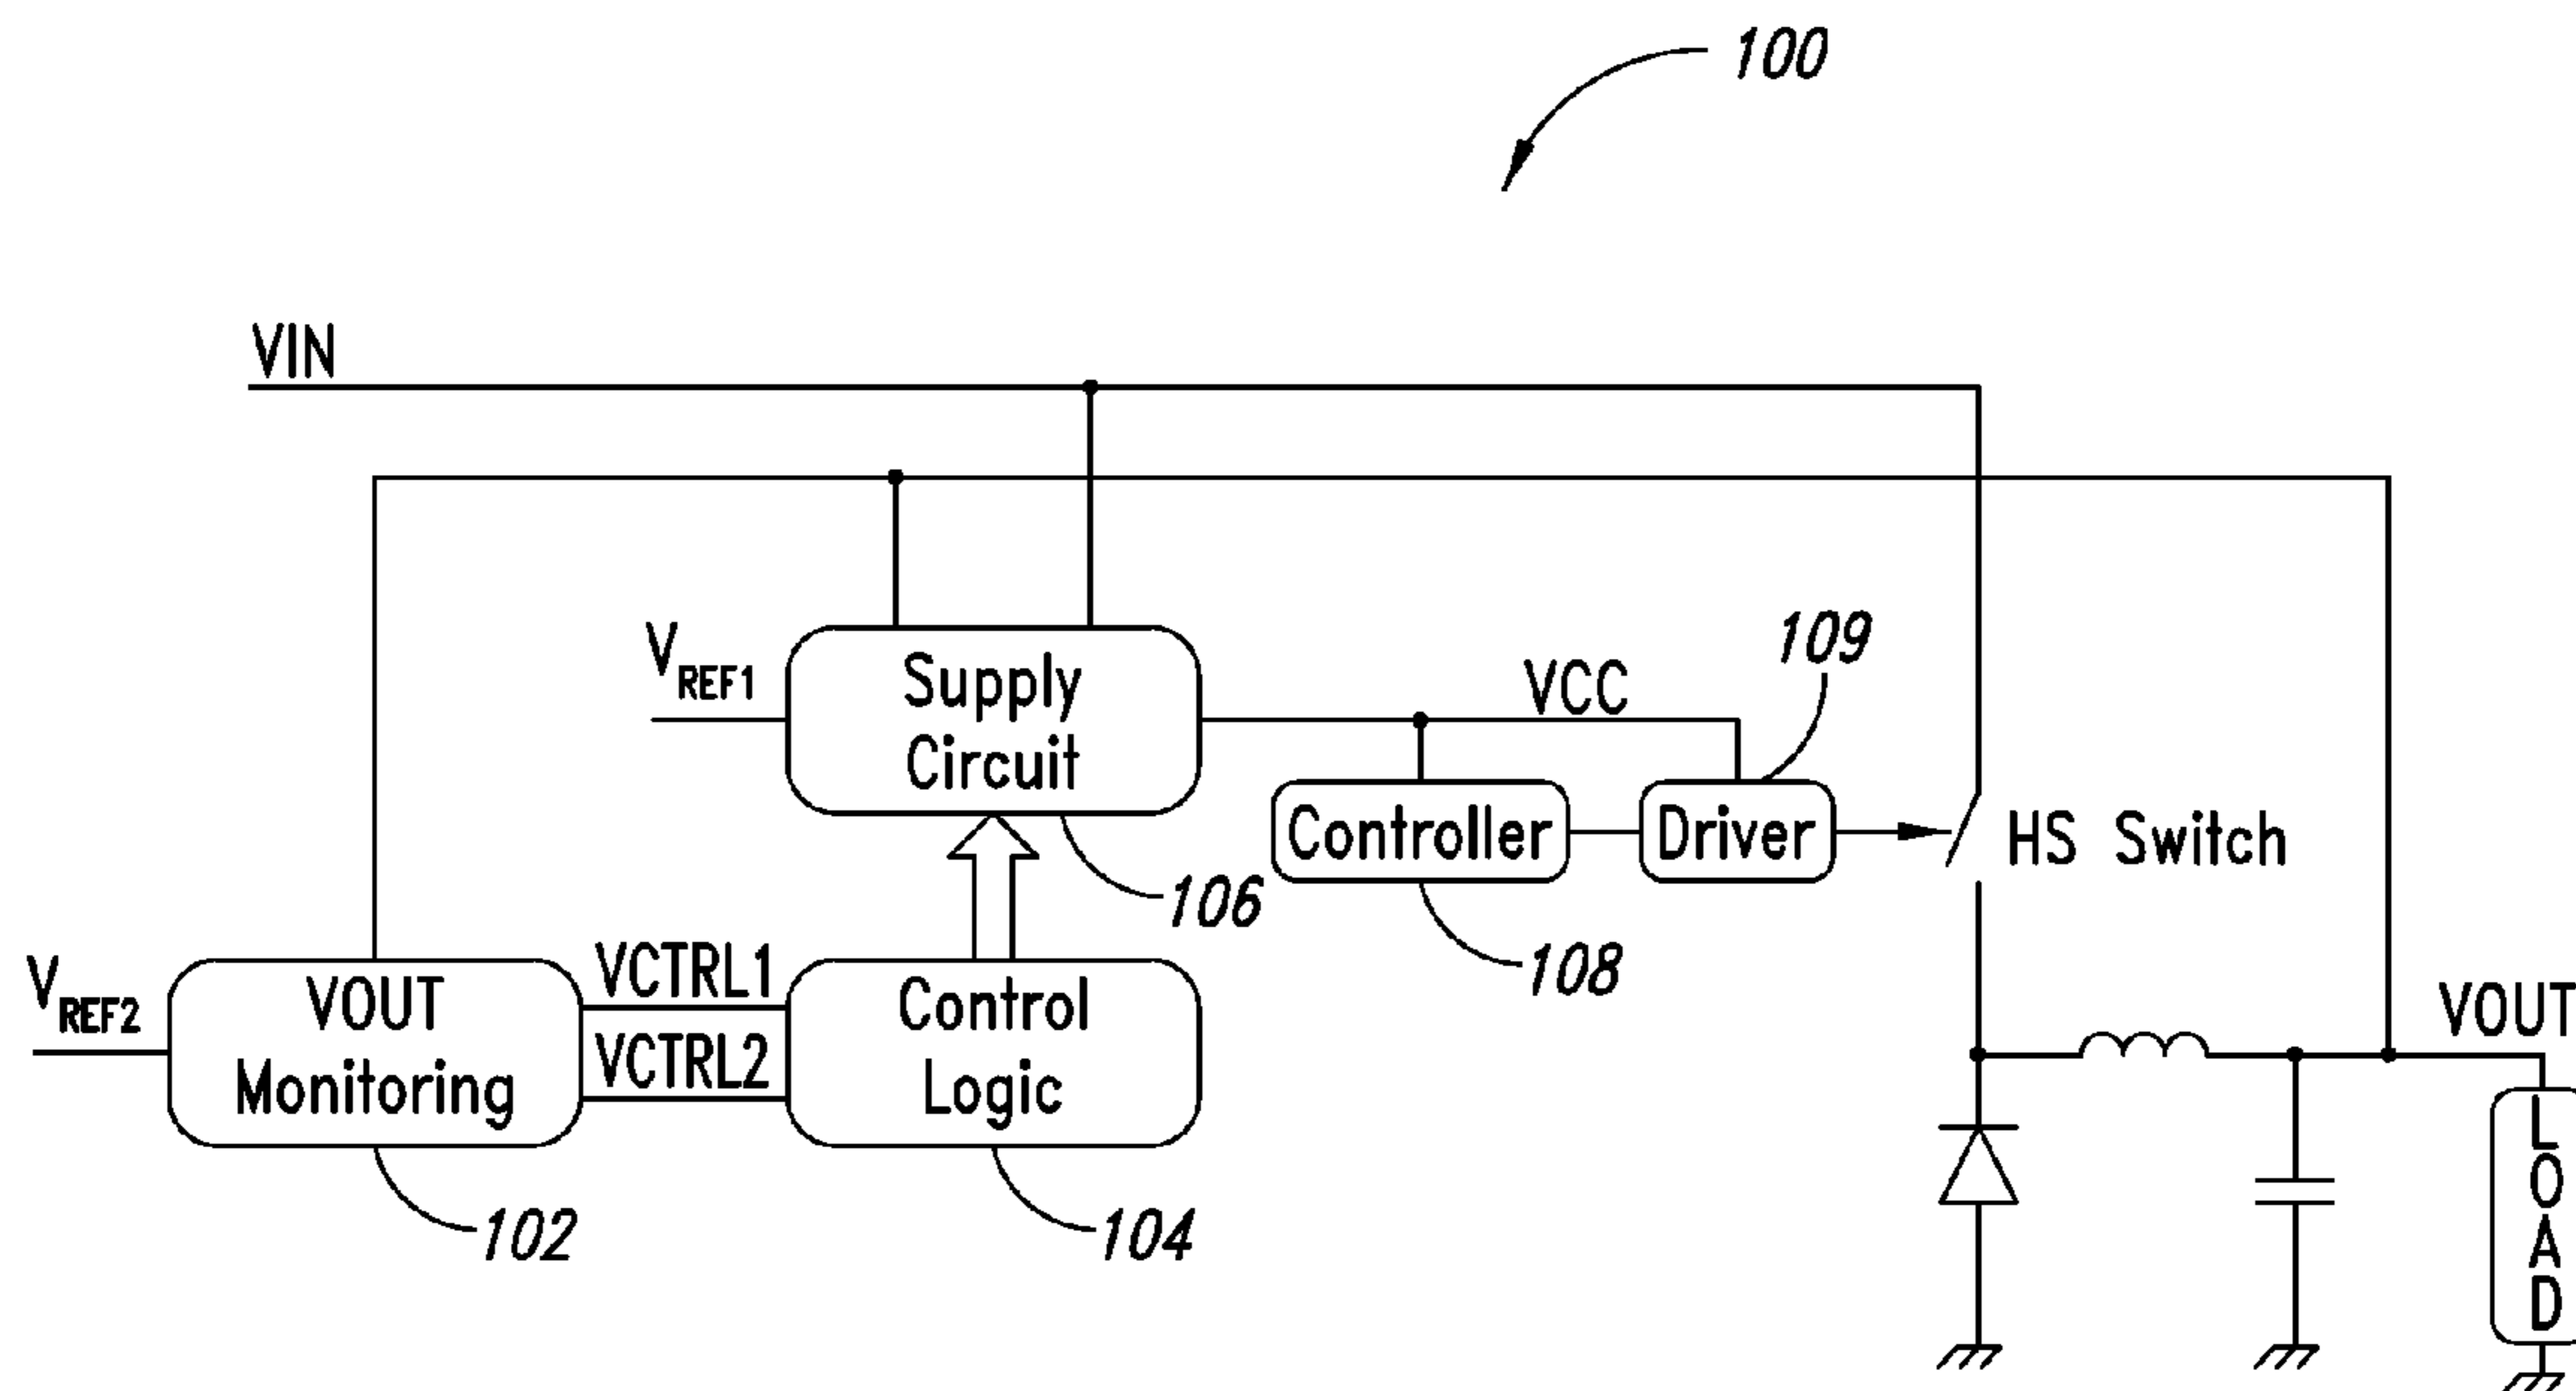 100
VIN
VREF1
Supply
Circuit
VCC
109
Controller
Driver
HS Switch
106
108
VREF2
VOUT
Monitoring
VCTRL1
VCTRL2
Control
Logic
VOUT
LOAD
102
104